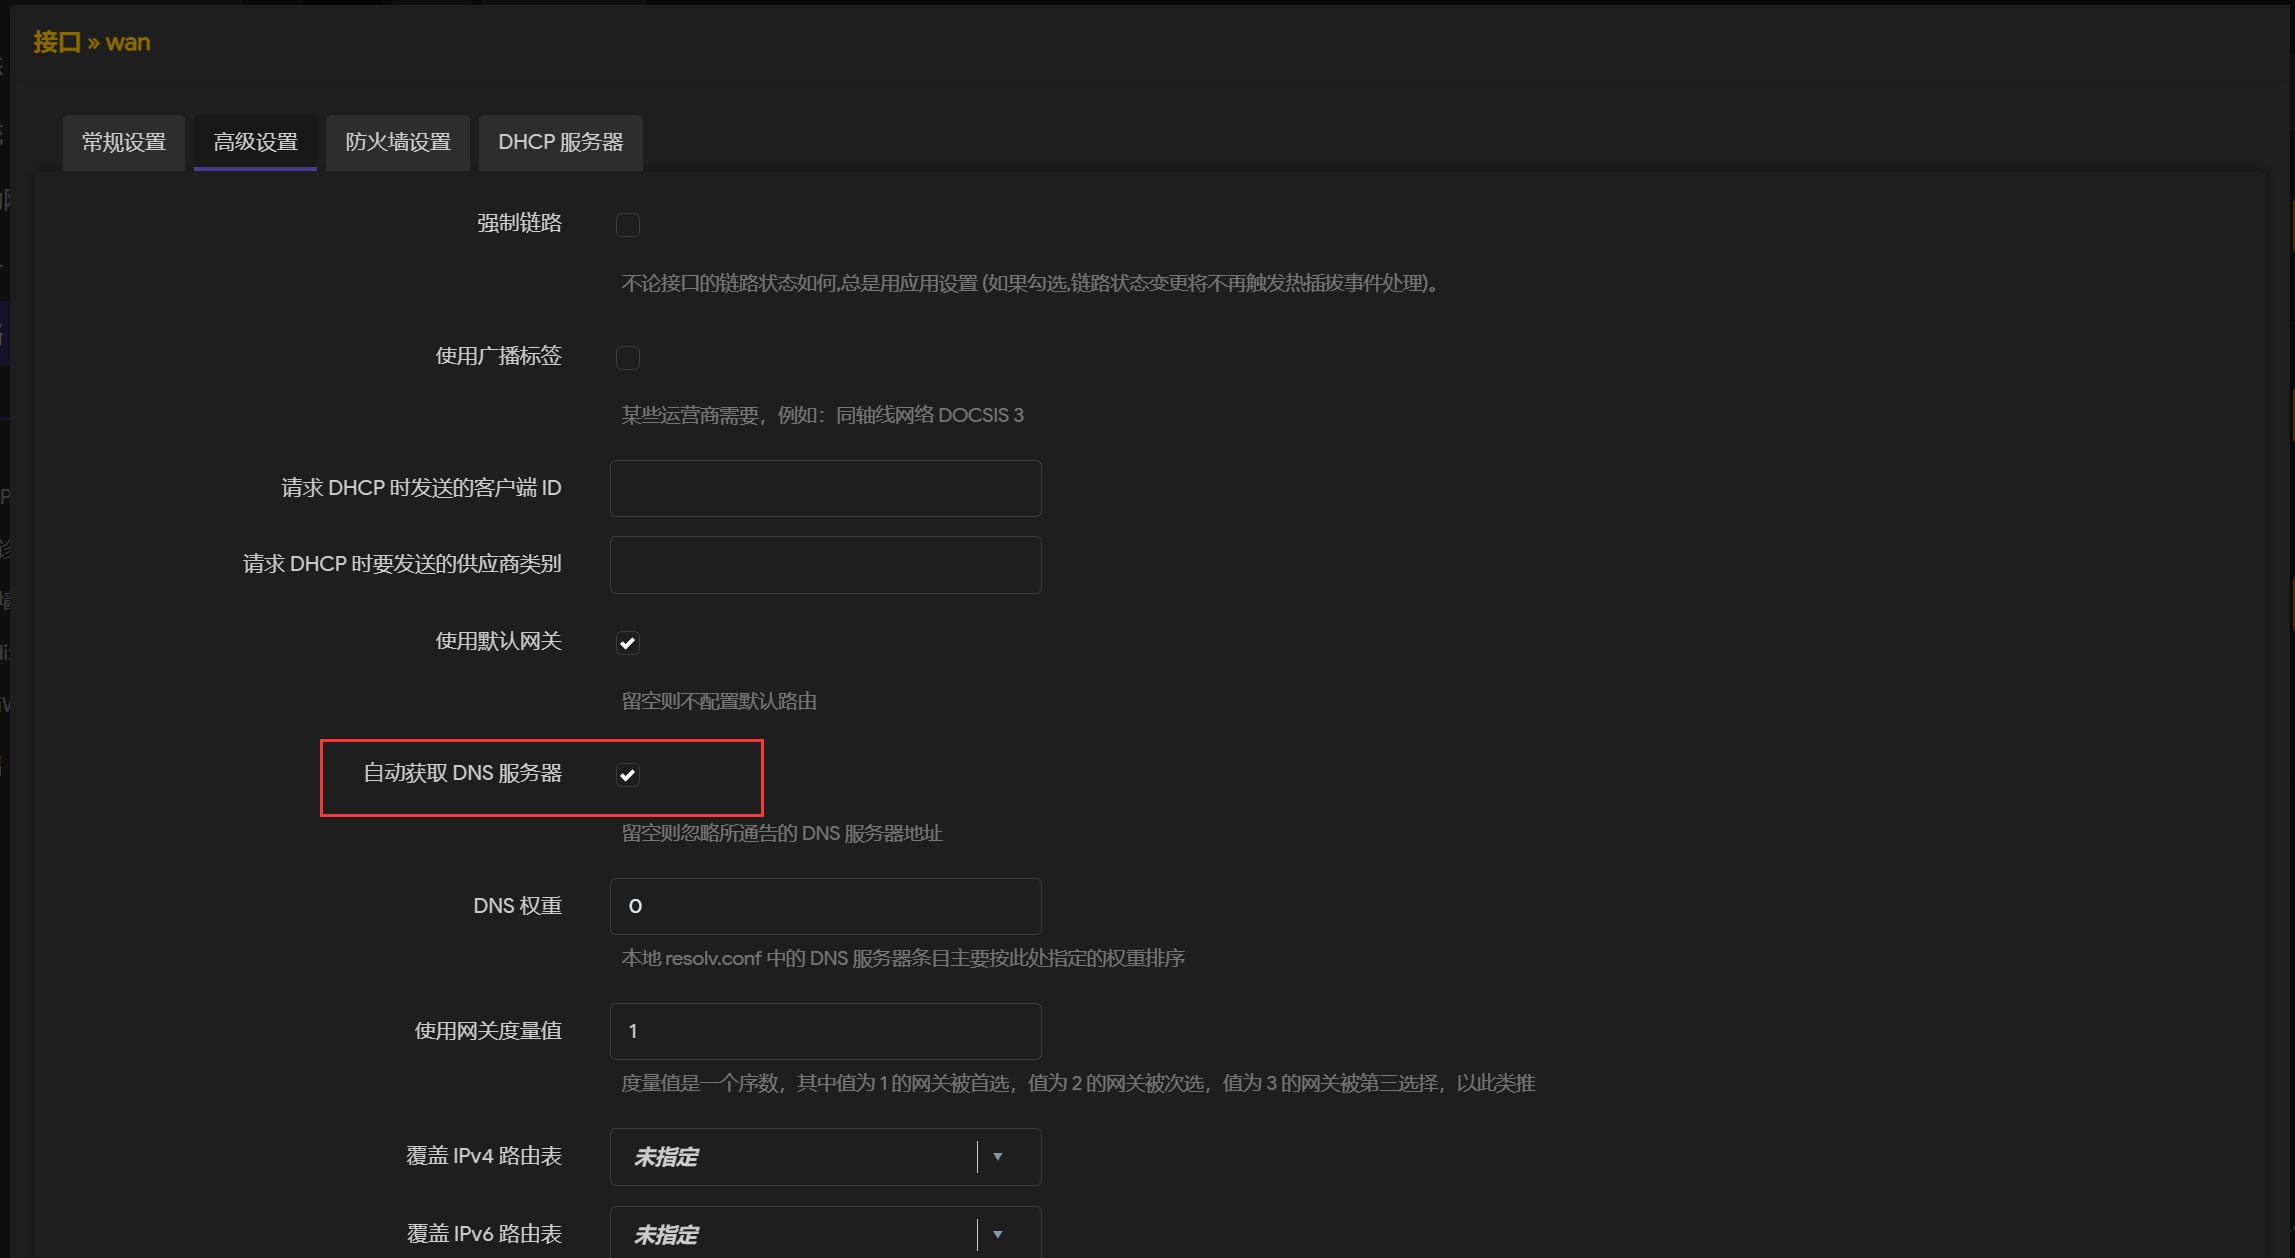 接口 » wan
常规设置 高级设置 防火墙设置 DHCP 服务器
强制链路
不论接口的链路状态如何,总是用应用设置 (如果勾选,链路状态变更将不再触发热插拔事件处理)。
使用广播标签
某些运营商需要，例如：同轴线网络 DOCSIS 3
请求 DHCP 时发送的客户端 ID
请求 DHCP 时要发送的供应商类别
使用默认网关
留空则不配置默认路由
自动获取 DNS 服务器
留空则忽略所通告的 DNS 服务器地址
DNS 权重 0
本地 resolv.conf 中的 DNS 服务器条目主要按此处指定的权重排序
使用网关度量值 1
度量值是一个序数，其中值为 1 的网关被首选，值为 2 的网关被次选，值为 3 的网关被第三选择，以此类推
覆盖 IPv4 路由表 未指定
覆盖 IPv6 路由表 未指定